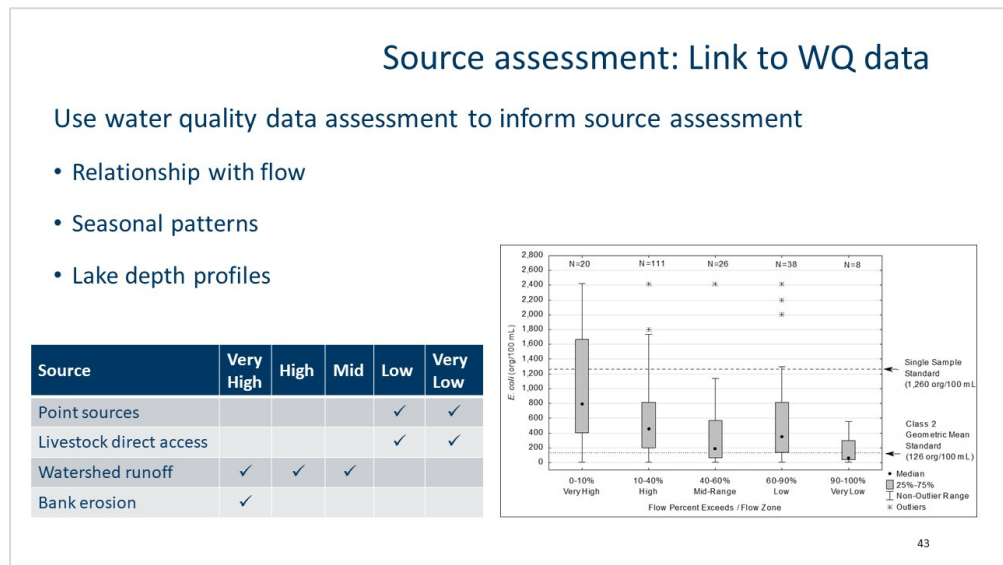 Source assessment: Link to WQ data
Use water quality data assessment to inform source assessment
• Relationship with flow
• Seasonal patterns
• Lake depth profiles
Source Very High High Mid Low Very Low
Point sources ✓ ✓
Livestock direct access ✓ ✓
Watershed runoff ✓ ✓ ✓
Bank erosion ✓
E. coli (org/100 mL)
2,800
2,600
2,400
2,200
2,000
1,800
1,600
1,400
1,200
1,000
800
600
400
200
0
N=20 N=111 N=26 N=38 N=8
0-10% 10-40% 40-60% 60-90% 90-100%
Very High High Mid-Range Low Very Low
Flow Percent Exceeds / Flow Zone
Single Sample
Standard
(1,260 org/100 mL
Class 2
Geometric Mean
Standard
(126 org/100 mL)
Median
25%-75%
Non-Outlier Range
Outliers
43